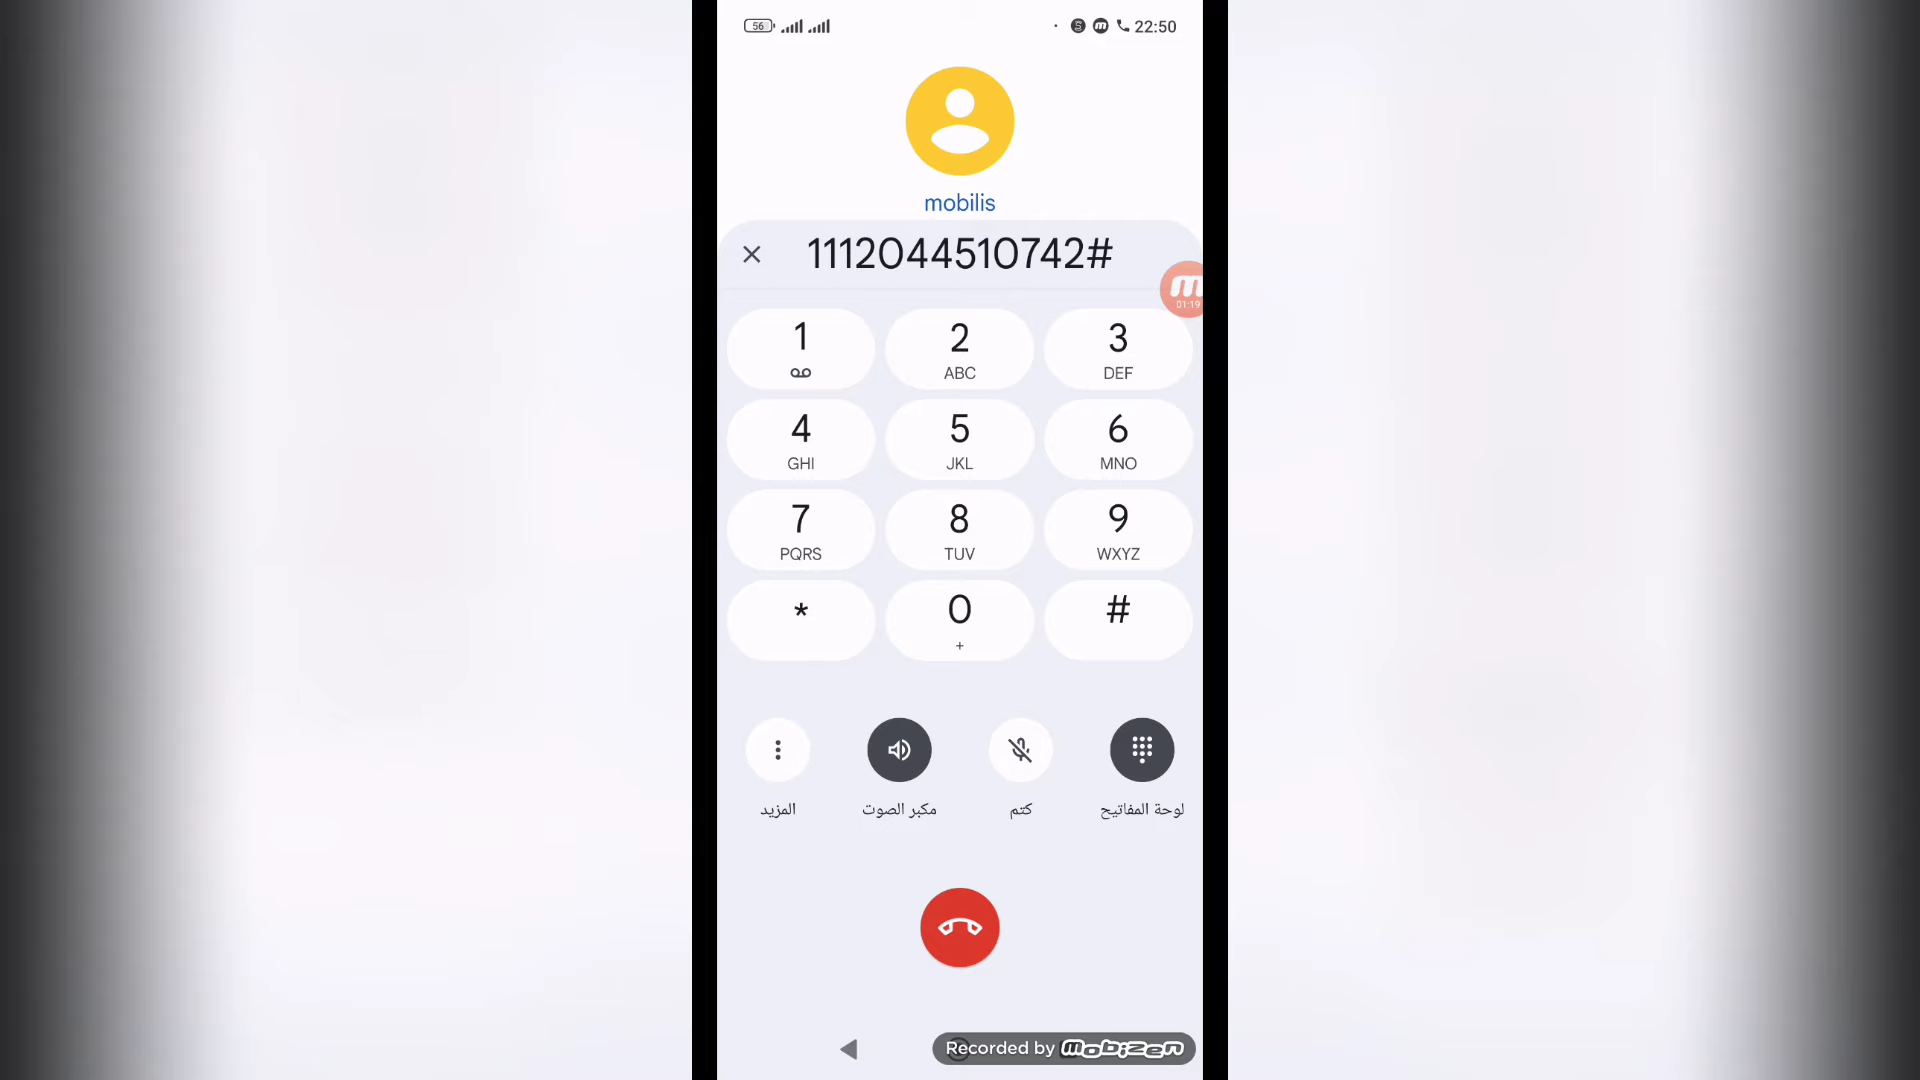 56 22:50
mobilis
1112044510742#
01:19
1 2 3
ABC DEF
4 5 6
GHI JKL MNO
7 8 9
PQRS TUV WXYZ
* 0 #
+
لوحة المفاتيح كتم مكبر الصوت المزيد
Recorded by mobizen